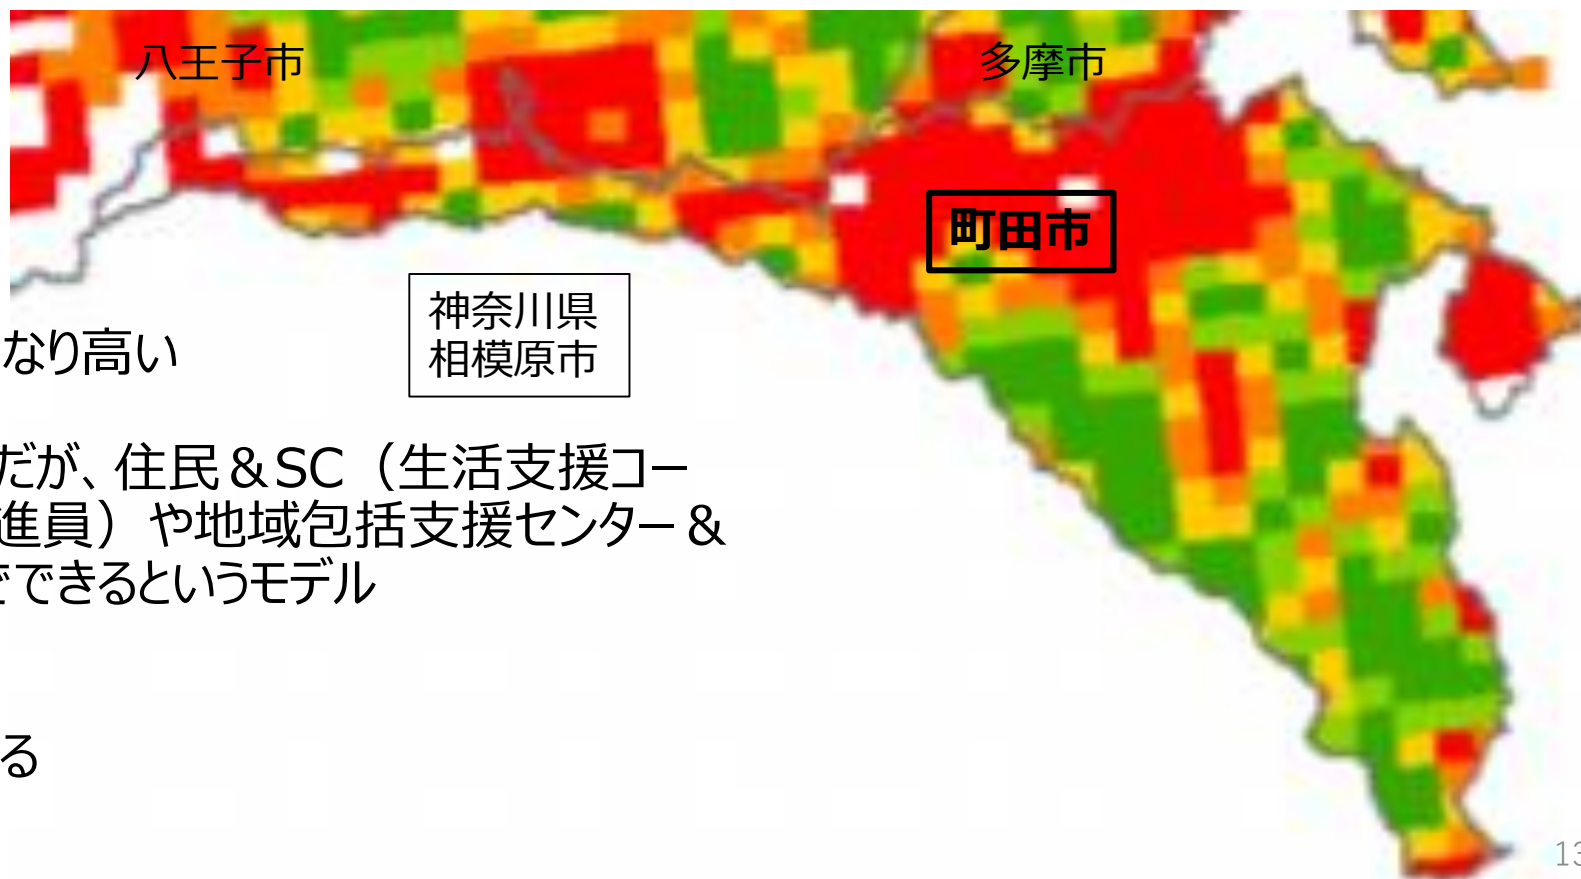 八王子市
多摩市
町田市
神奈川県
相模原市
なり高い
だが、住民＆SC（生活支援コー
進員）や地域包括支援センター＆
でできるというモデル
る
13